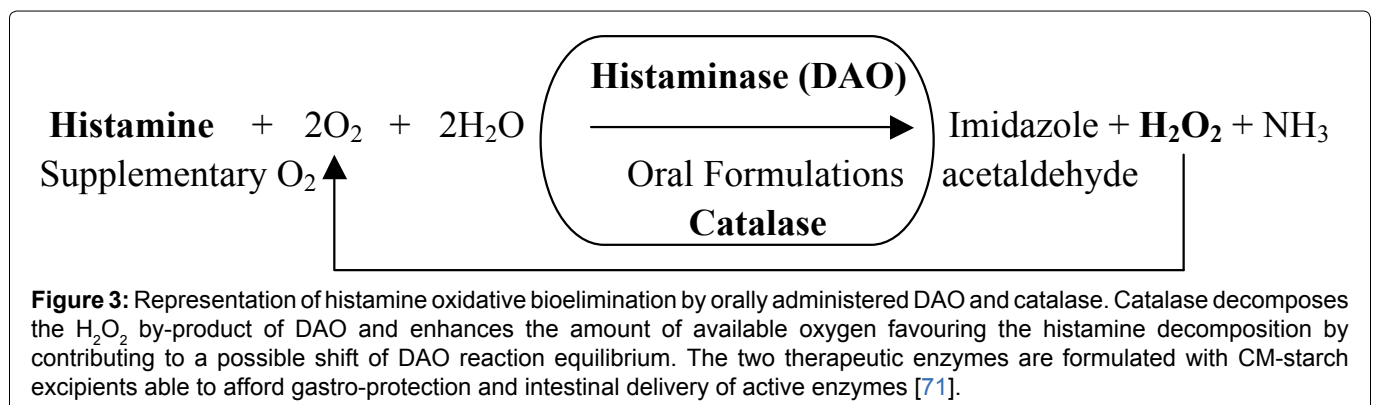 Histaminase (DAO)
Histamine + 2O₂ + 2H₂O Imidazole + H₂O₂ + NH₃
Supplementary O₂ Oral Formulations acetaldehyde
Catalase
Figure 3: Representation of histamine oxidative bioelimination by orally administered DAO and catalase. Catalase decomposes
the H₂O₂ by-product of DAO and enhances the amount of available oxygen favouring the histamine decomposition by
contributing to a possible shift of DAO reaction equilibrium. The two therapeutic enzymes are formulated with CM-starch
excipients able to afford gastro-protection and intestinal delivery of active enzymes [71].